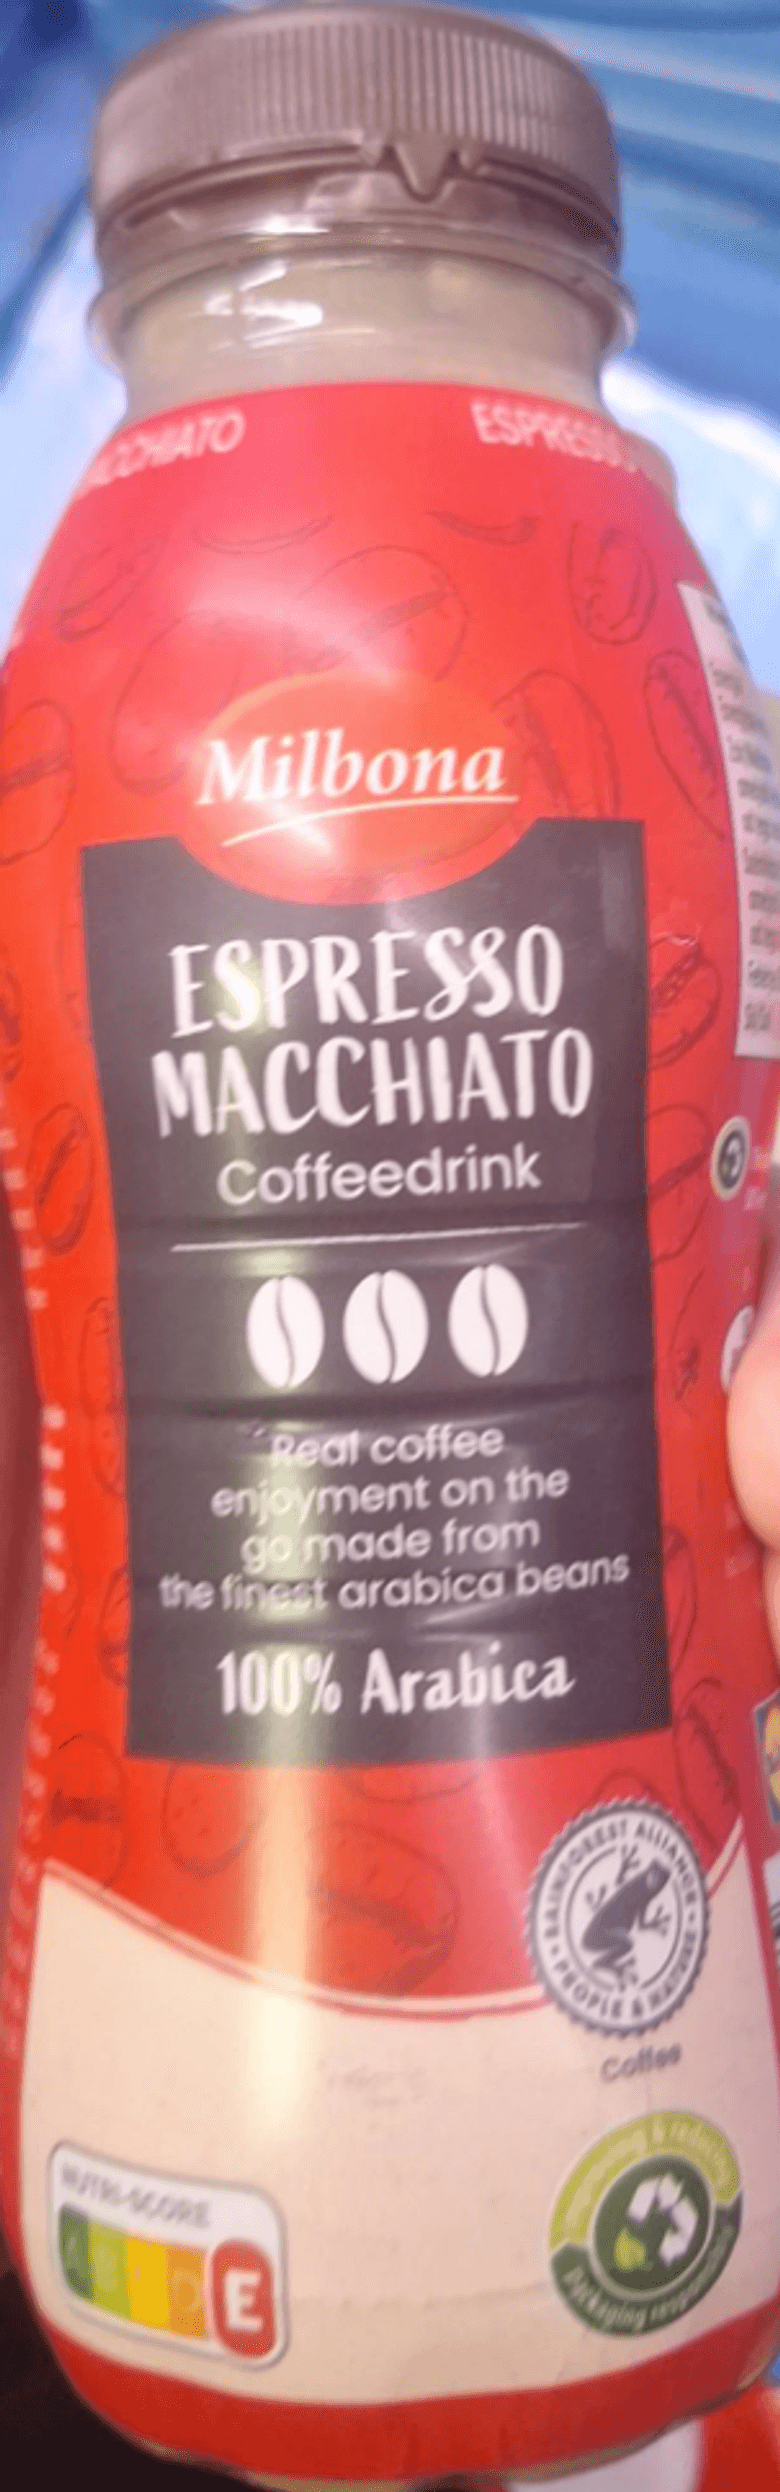 MACCHIATO
ESPRESSO
Milbona
ESPRESSO
MACCHIATO
Coffeedrink
Real coffee
enjoyment on the
go made from
the finest arabica beans
100% Arabica
RAINFOREST ALLIANCE
PEOPLE & NATURE
Coffee
NUTRI-SCORE
A B C D E
Packaging